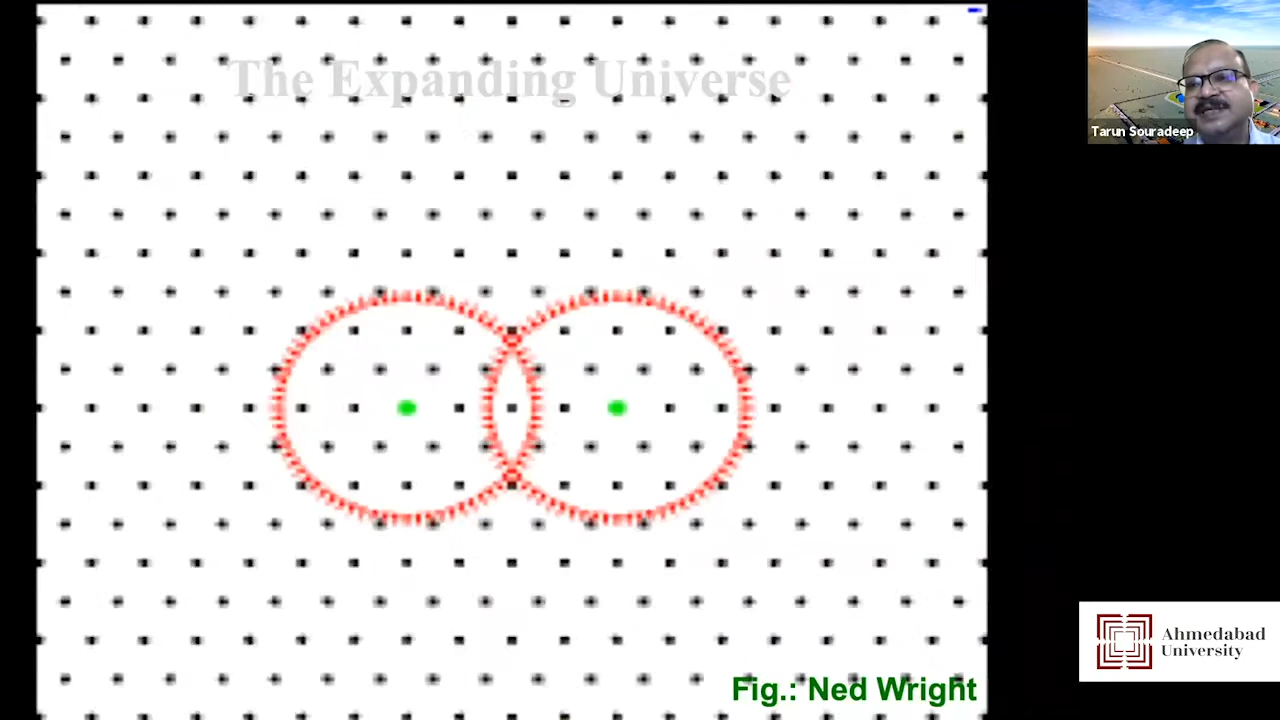 The Expanding Universe
Tarun Souradeep
Ahmedabad
University
Fig.: Ned Wright